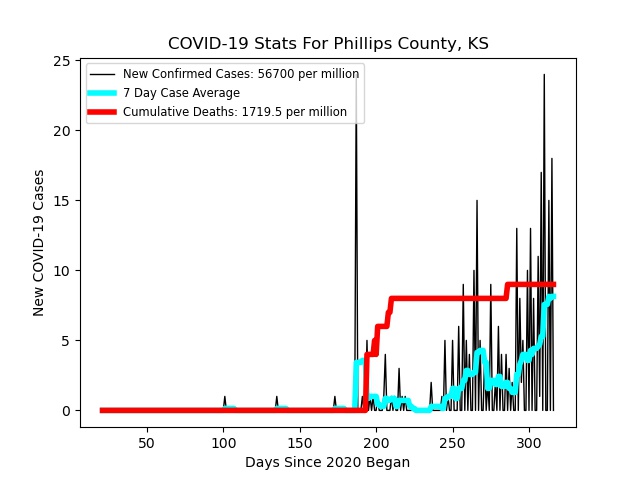 COVID-19 Stats For Phillips County, KS
New Confirmed Cases: 56700 per million
7 Day Case Average
Cumulative Deaths: 1719.5 per million
25
20
15
10
5
0
New COVID-19 Cases
50 100 150 200 250 300
Days Since 2020 Began